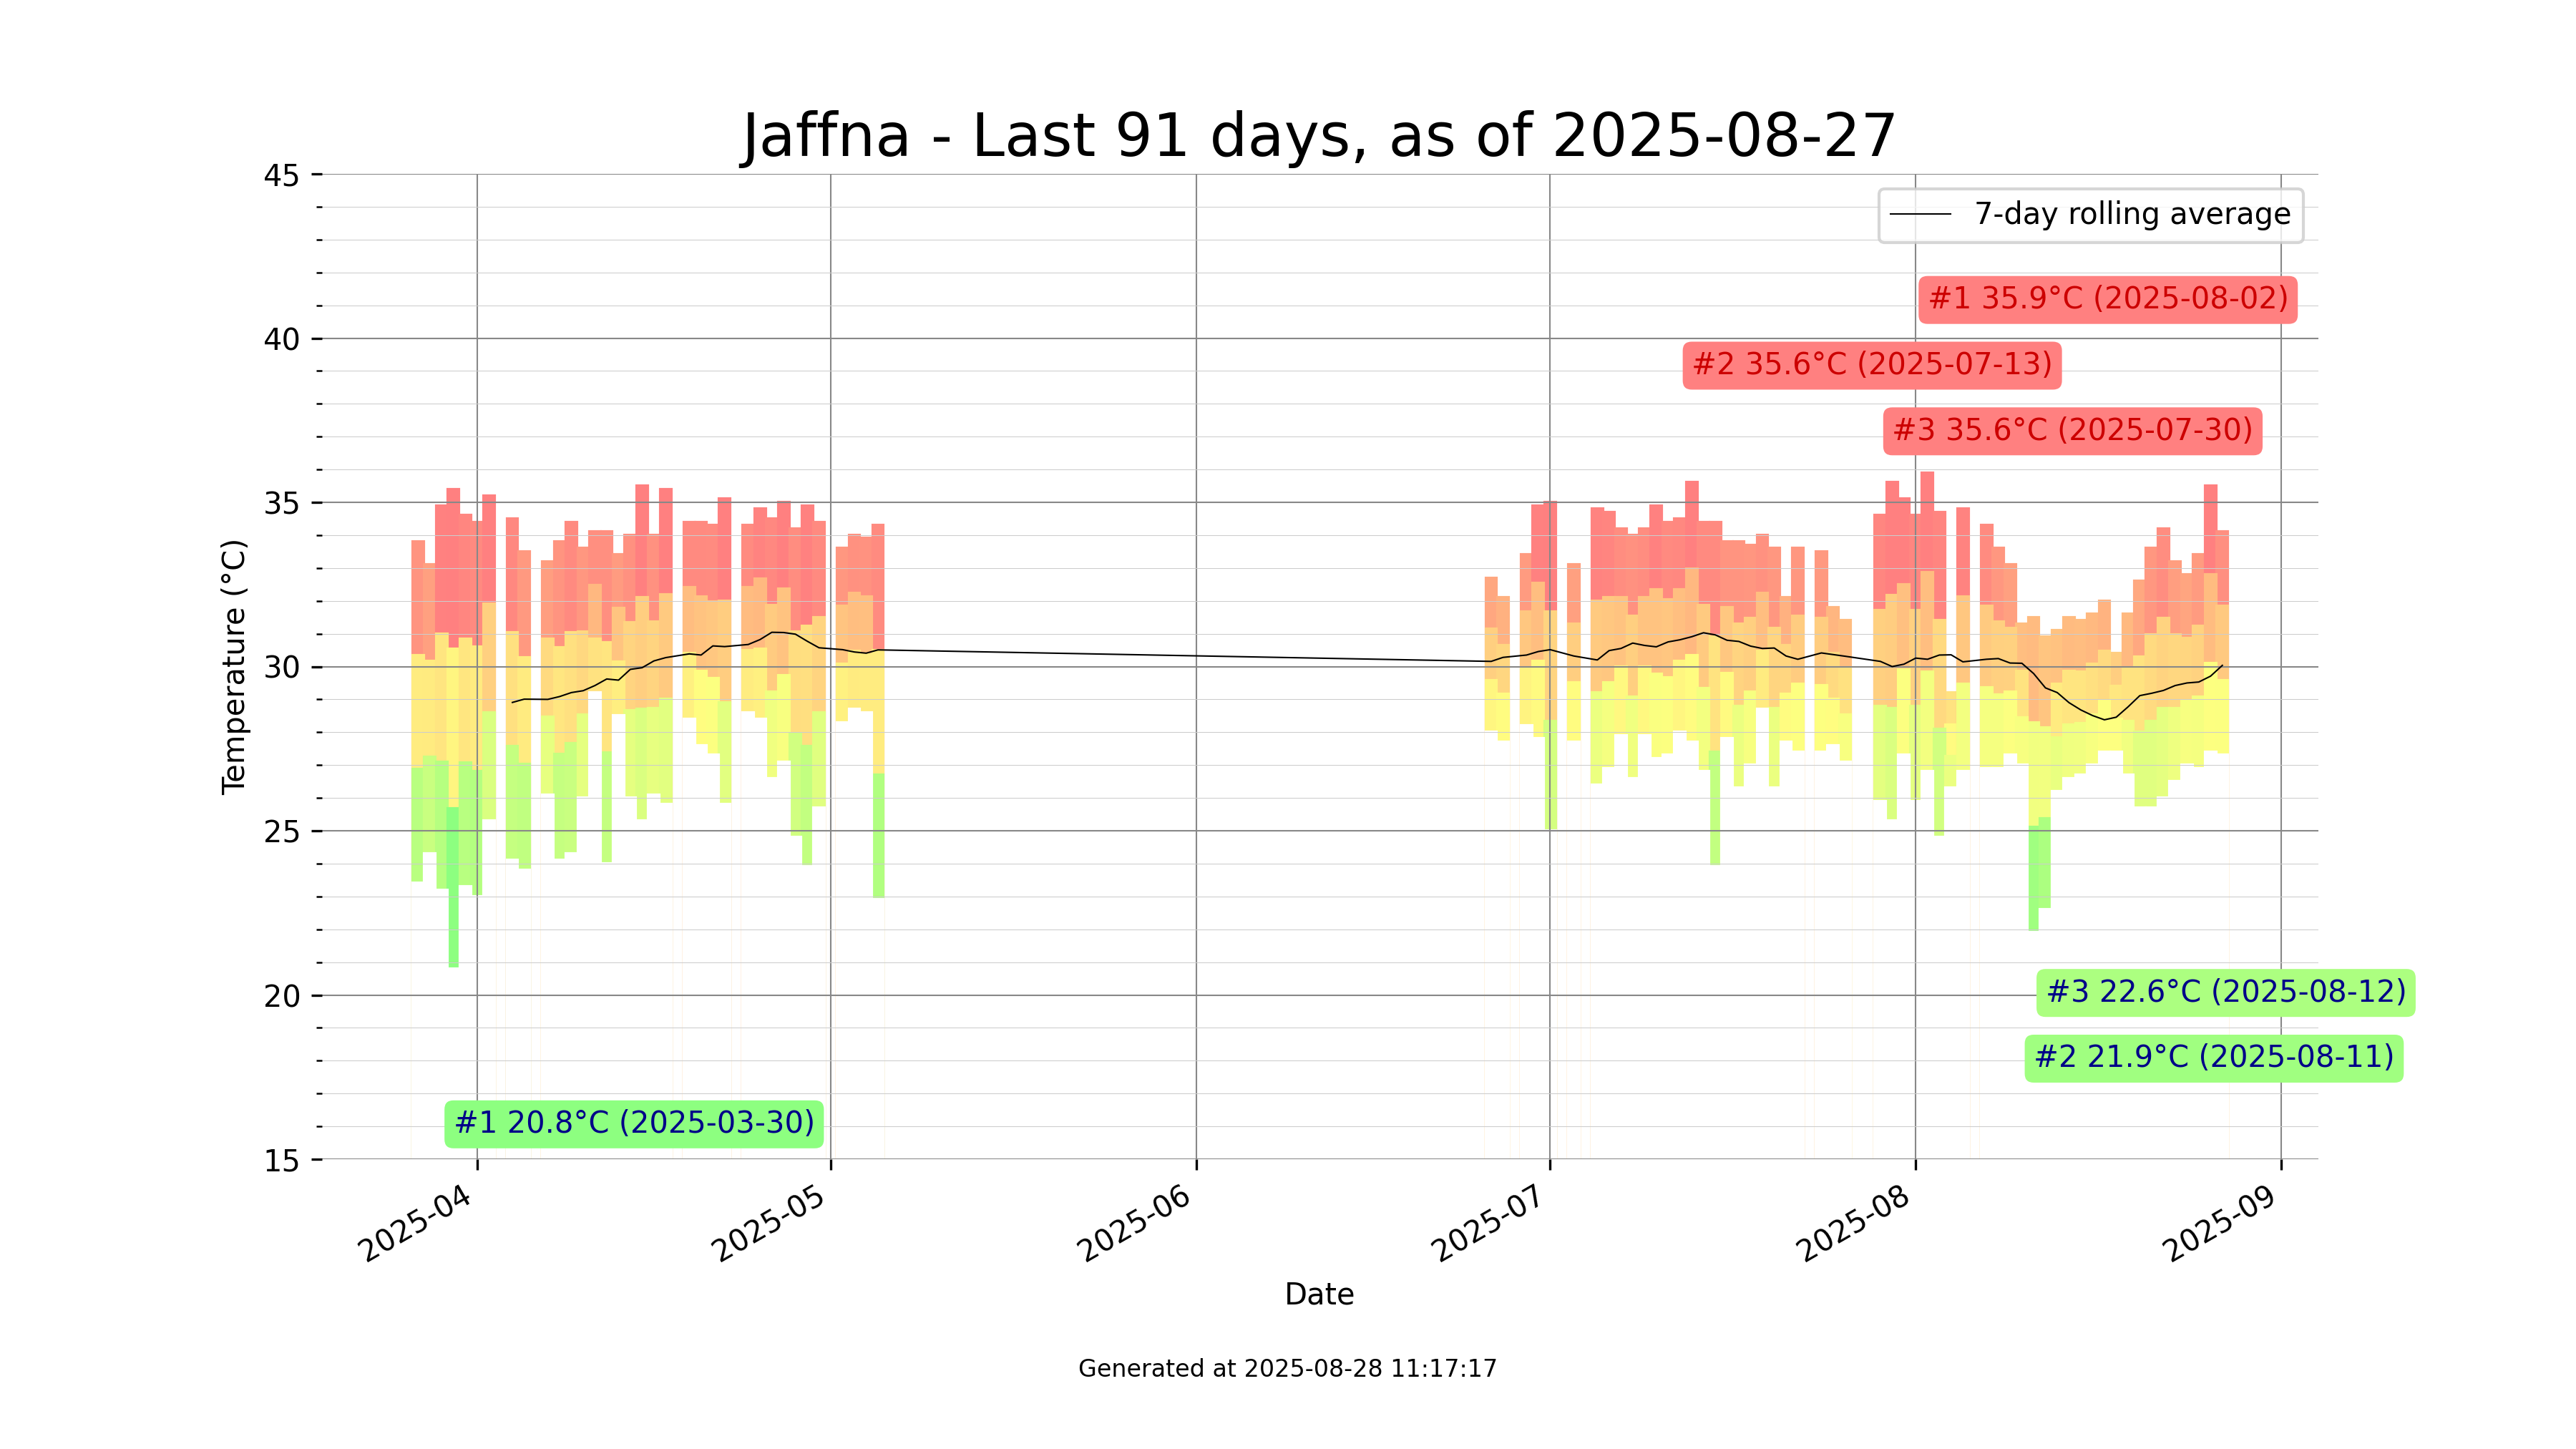 Jaffna - Last 91 days, as of 2025-08-27
7-day rolling average
#1 35.9°C (2025-08-02)
#2 35.6°C (2025-07-13)
#3 35.6°C (2025-07-30)
45
40
35
30
25
20
15
Temperature (°C)
#3 22.6°C (2025-08-12)
#2 21.9°C (2025-08-11)
#1 20.8°C (2025-03-30)
2025-04
2025-05
2025-06
2025-07
2025-08
2025-09
Date
Generated at 2025-08-28 11:17:17